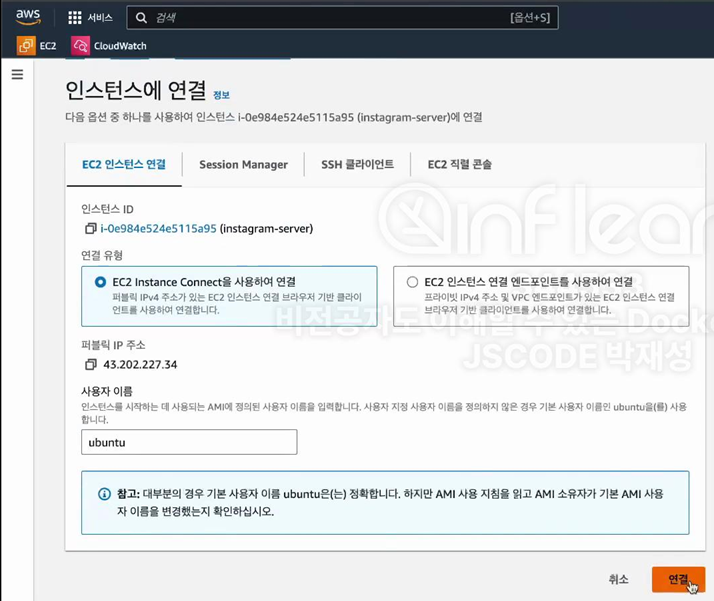 aws
서비스
검색
[옵션+S]
EC2
CloudWatch
인스턴스에 연결 정보
다음 옵션 중 하나를 사용하여 인스턴스 i-0e984e524e5115a95 (instagram-server)에 연결
EC2 인스턴스 연결
Session Manager
SSH 클라이언트
EC2 직렬 콘솔
인스턴스 ID
i-0e984e524e5115a95 (instagram-server)
연결 유형
EC2 Instance Connect을 사용하여 연결
퍼블릭 IPv4 주소가 있는 EC2 인스턴스 연결 브라우저 기반 클라이
언트를 사용하여 연결합니다.
EC2 인스턴스 연결 엔드포인트를 사용하여 연결
프라이빗 IPv4 주소 및 VPC 엔드포인트가 있는 EC2 인스턴스 연결
브라우저 기반 클라이언트를 사용하여 연결합니다.
inflear
비전공자도 이해할 수 있는 Docke
JSCODE 박재성
퍼블릭 IP 주소
43.202.227.34
사용자 이름
인스턴스를 시작하는 데 사용되는 AMI에 정의된 사용자 이름을 입력합니다. 사용자 지정 사용자 이름을 정의하지 않은 경우 기본 사용자 이름인 ubuntu을(를) 사용
합니다.
ubuntu
참고: 대부분의 경우 기본 사용자 이름 ubuntu은(는) 정확합니다. 하지만 AMI 사용 지침을 읽고 AMI 소유자가 기본 AMI 사용
자 이름을 변경했는지 확인하십시오.
취소
연결